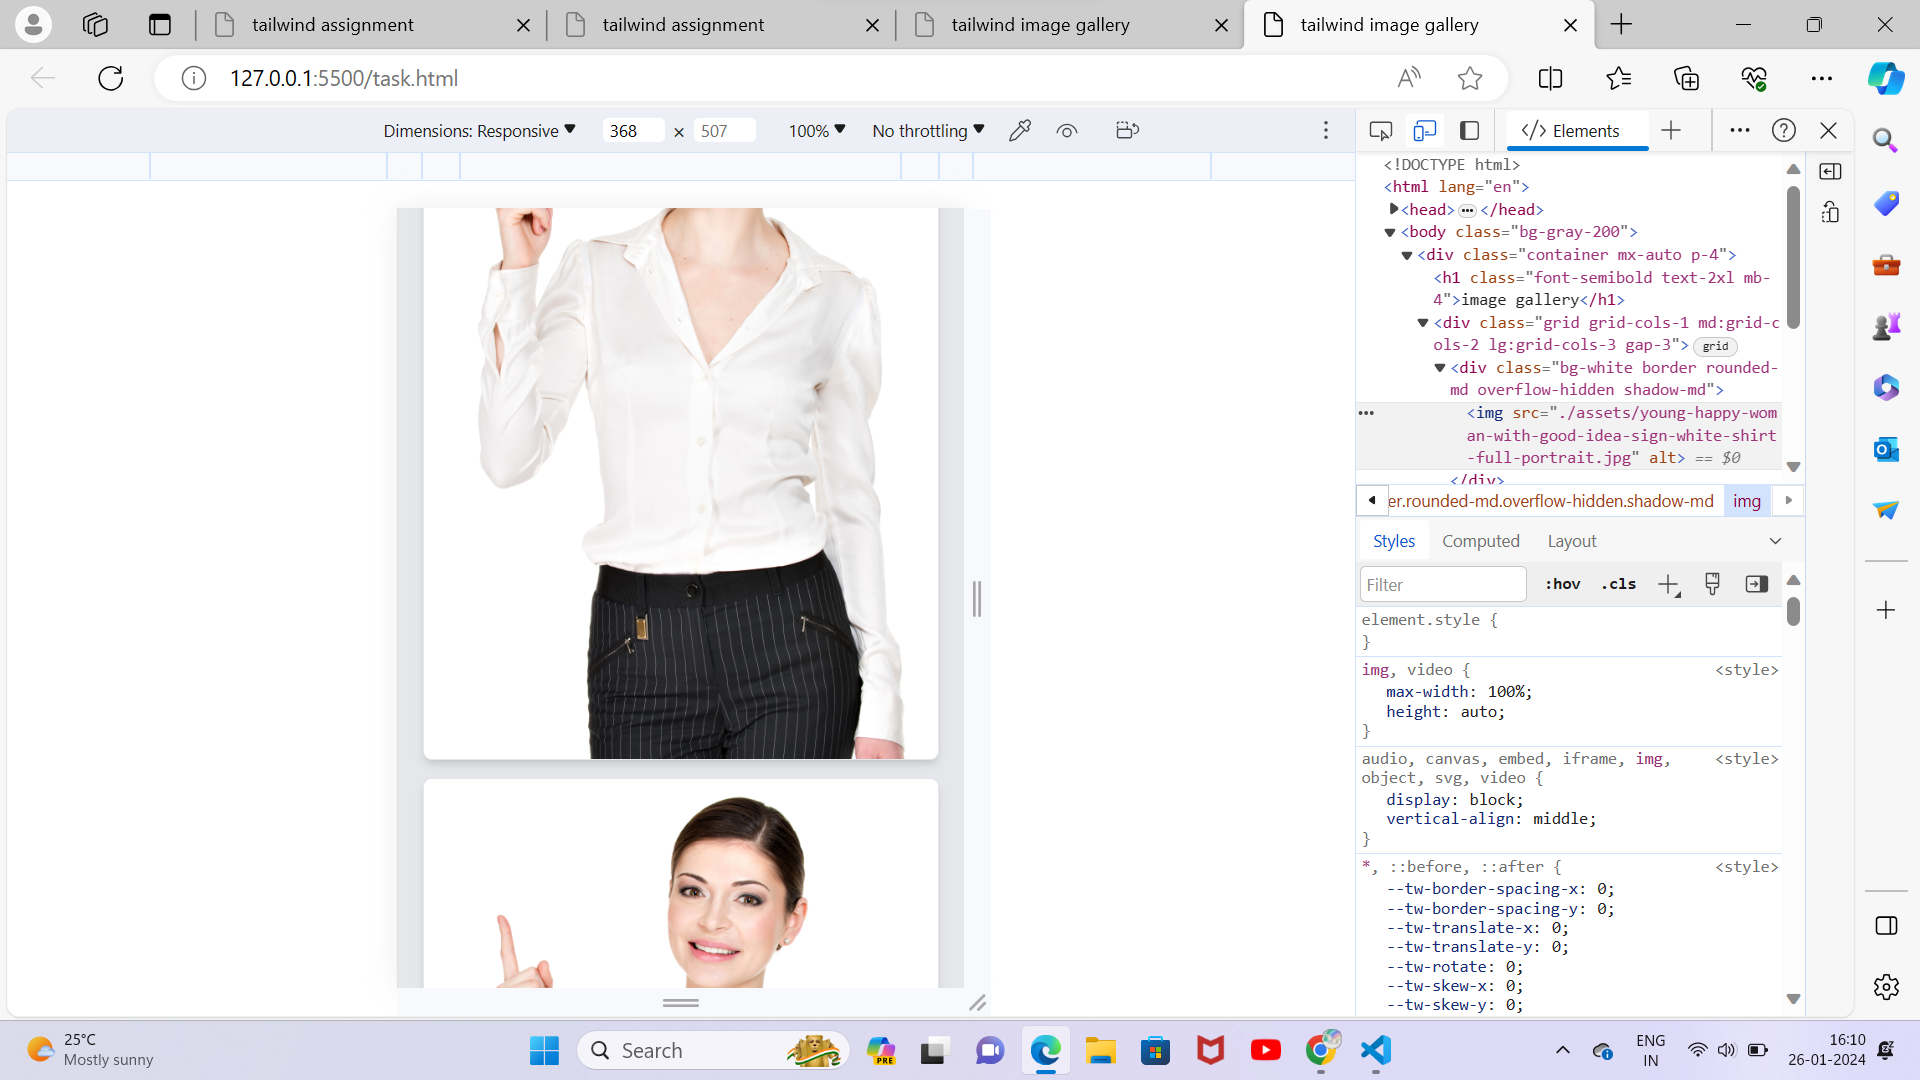 tailwind assignment
tailwind assignment
tailwind image gallery
tailwind image gallery
127.0.0.1:5500/task.html
Dimensions: Responsive
368 × 507
100%
No throttling
Elements
<!DOCTYPE html>
<html lang="en">
<head> ••• </head>
<body class="bg-gray-200">
<div class="container mx-auto p-4">
<h1 class="font-semibold text-2xl mb-
4">image gallery</h1>
<div class="grid grid-cols-1 md:grid-c
ols-2 lg:grid-cols-3 gap-3"> grid
<div class="bg-white border rounded-
md overflow-hidden shadow-md">
<img src="./assets/young-happy-wom
an-with-good-idea-sign-white-shirt
-full-portrait.jpg" alt> == $0
</div>
er.rounded-md.overflow-hidden.shadow-md
img
Styles
Computed
Layout
Filter
:hov
.cls
element.style {
}
img, video {
<style>
max-width: 100%;
height: auto;
}
audio, canvas, embed, iframe, img,
<style>
object, svg, video {
display: block;
vertical-align: middle;
}
*, ::before, ::after {
<style>
--tw-border-spacing-x: 0;
--tw-border-spacing-y: 0;
--tw-translate-x: 0;
--tw-translate-y: 0;
--tw-rotate: 0;
--tw-skew-x: 0;
--tw-skew-y: 0;
25°C
Mostly sunny
Search
PRE
ENG
IN
16:10
26-01-2024